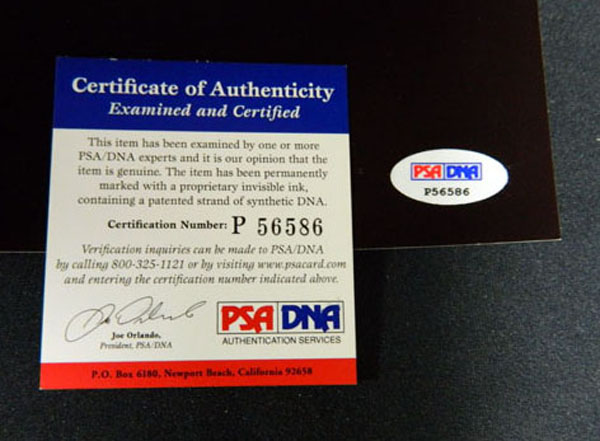 Certificate of Authenticity
Examined and Certified
This item has been examined by one or more
PSA/DNA experts and it is our opinion that the
item is genuine. The item has been permanently
marked with a proprietary invisible ink,
containing a patented strand of synthetic DNA.
Certification Number: P 56586
Verification inquiries can be made to PSA/DNA
by calling 800-325-1121 or by visiting www.psacard.com
and entering the certification number indicated above.
Joe Orlando,
President, PSA/DNA
PSA DNA
AUTHENTICATION SERVICES
P.O. Box 6180, Newport Beach, California 92658
PSA DNA
P56586